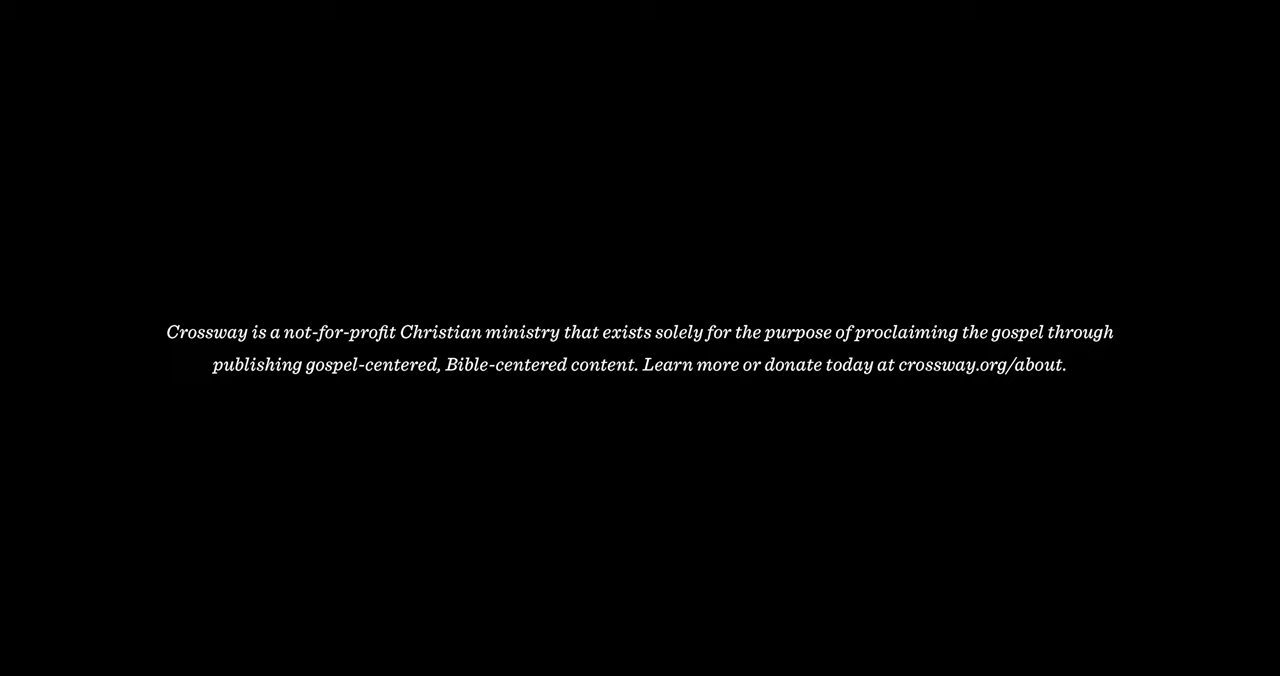 Crossway is a not-for-profit Christian ministry that exists solely for the purpose of proclaiming the gospel through
publishing gospel-centered, Bible-centered content. Learn more or donate today at crossway.org/about.